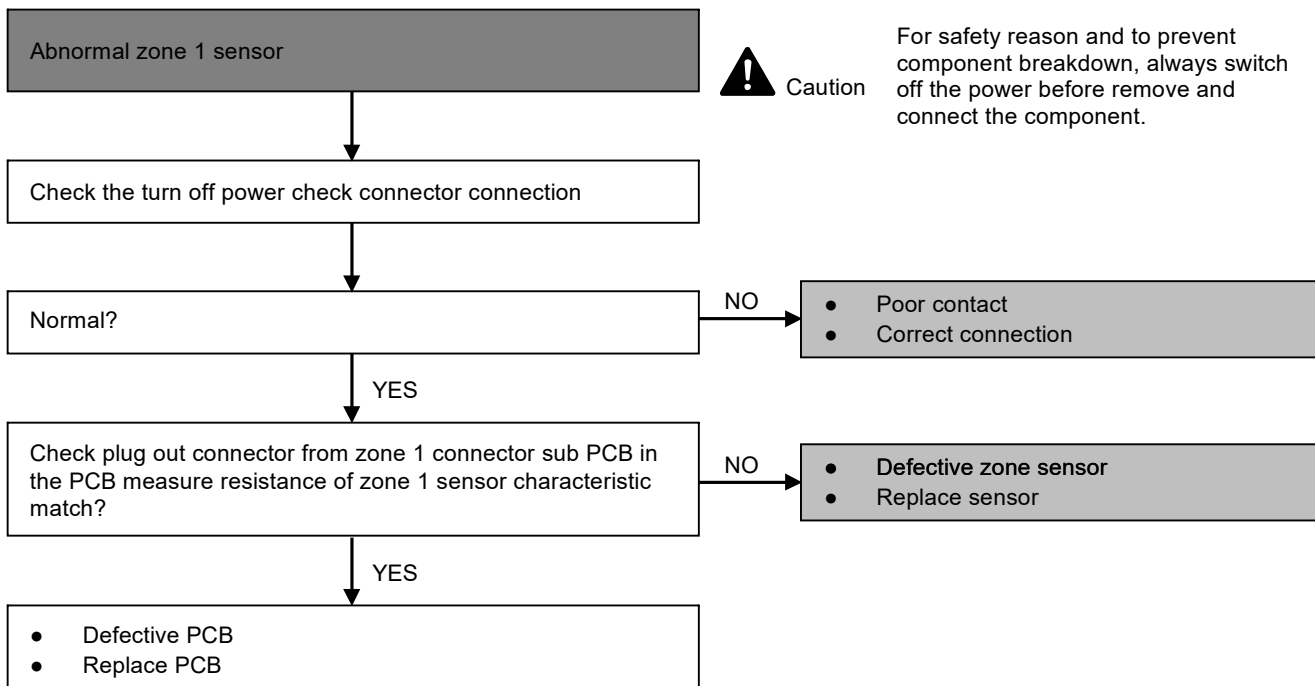 Abnormal zone 1 sensor
Caution
For safety reason and to prevent
component breakdown, always switch
off the power before remove and
connect the component.
Check the turn off power check connector connection
Normal?
NO
● Poor contact
● Correct connection
YES
Check plug out connector from zone 1 connector sub PCB in
the PCB measure resistance of zone 1 sensor characteristic
match?
NO
● Defective zone sensor
● Replace sensor
YES
● Defective PCB
● Replace PCB